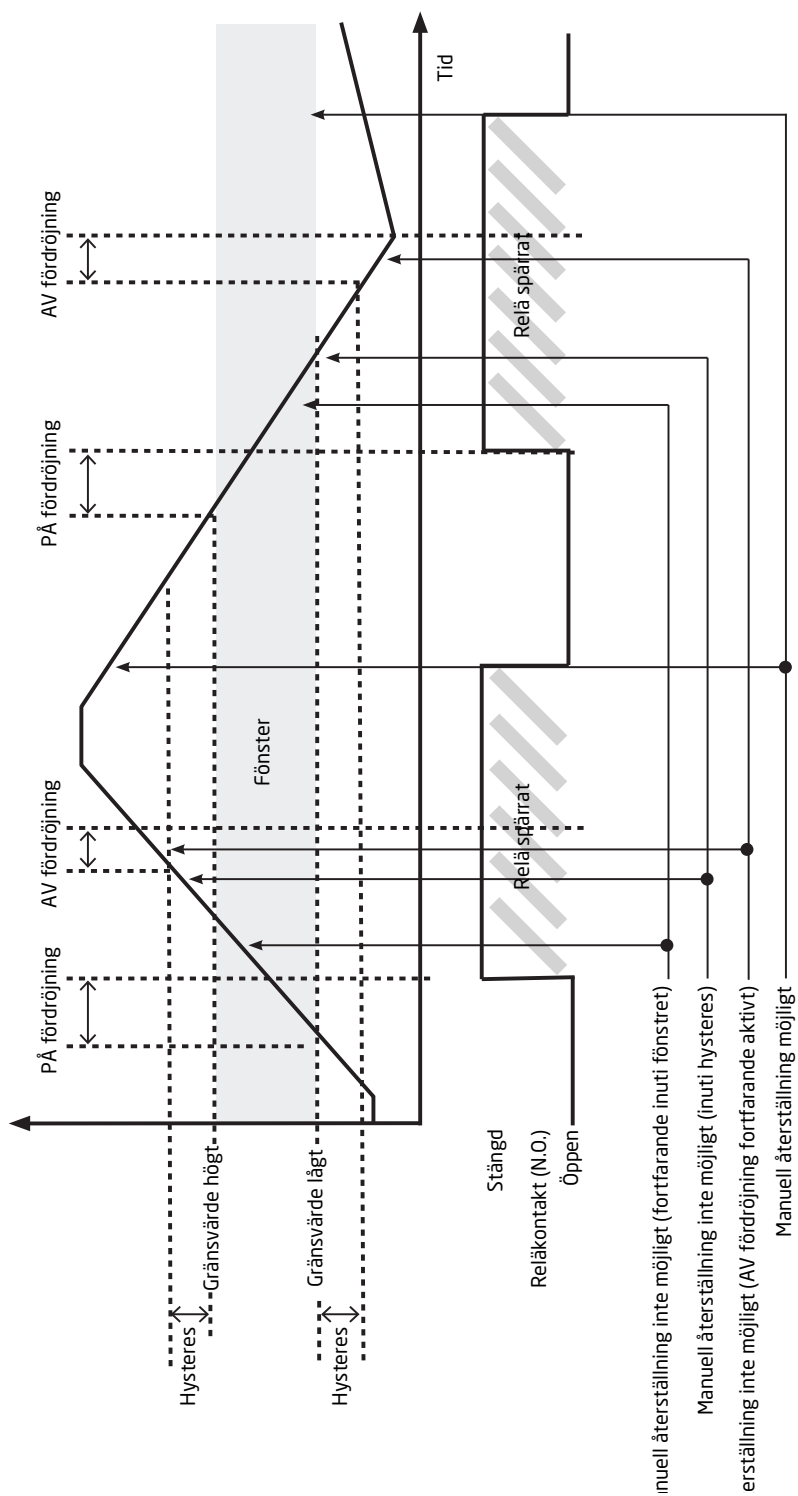 PÅ fördröjning
AV fördröjning
PÅ fördröjning
AV fördröjning
Hysteres
Gränsvärde högt
Fönster
Gränsvärde lågt
Hysteres
Tid
Stängd
Reläkontakt (N.O.)
Öppen
Relä spärrat
Relä spärrat
återställning inte möjligt (fortfarande inuti fönstret)
Manuell återställning inte möjligt (inuti hysteres)
inte möjligt (AV fördröjning fortfarande aktivt)
Manuell återställning möjligt